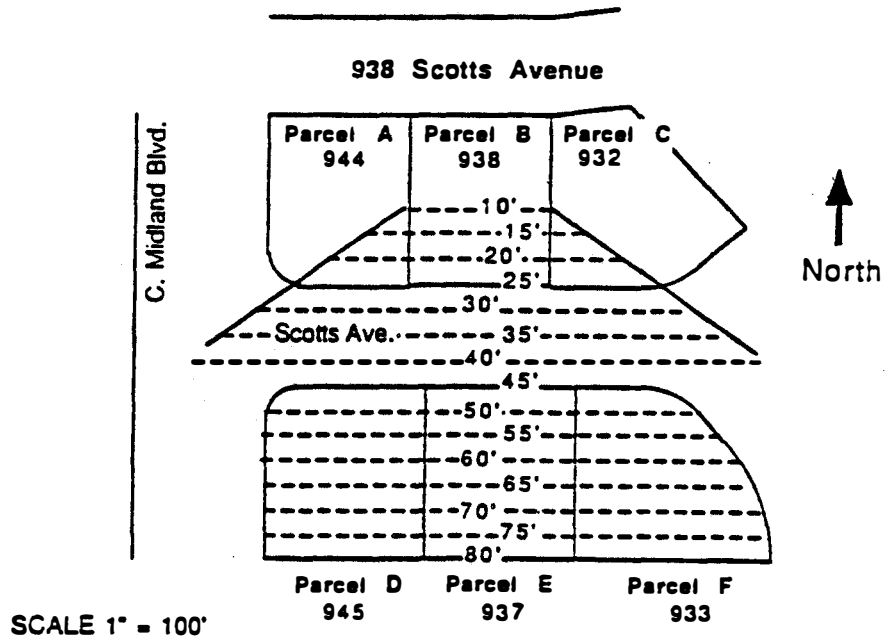 938 Scotts Avenue
C. Midland Blvd.
Parcel A
944
Parcel B
938
Parcel C
932
10'
15'
20'
25'
30'
Scotts Ave.
35'
40'
45'
50'
55'
60'
65'
70'
75'
80'
North
Parcel D
945
Parcel E
937
Parcel F
933
SCALE 1" = 100'